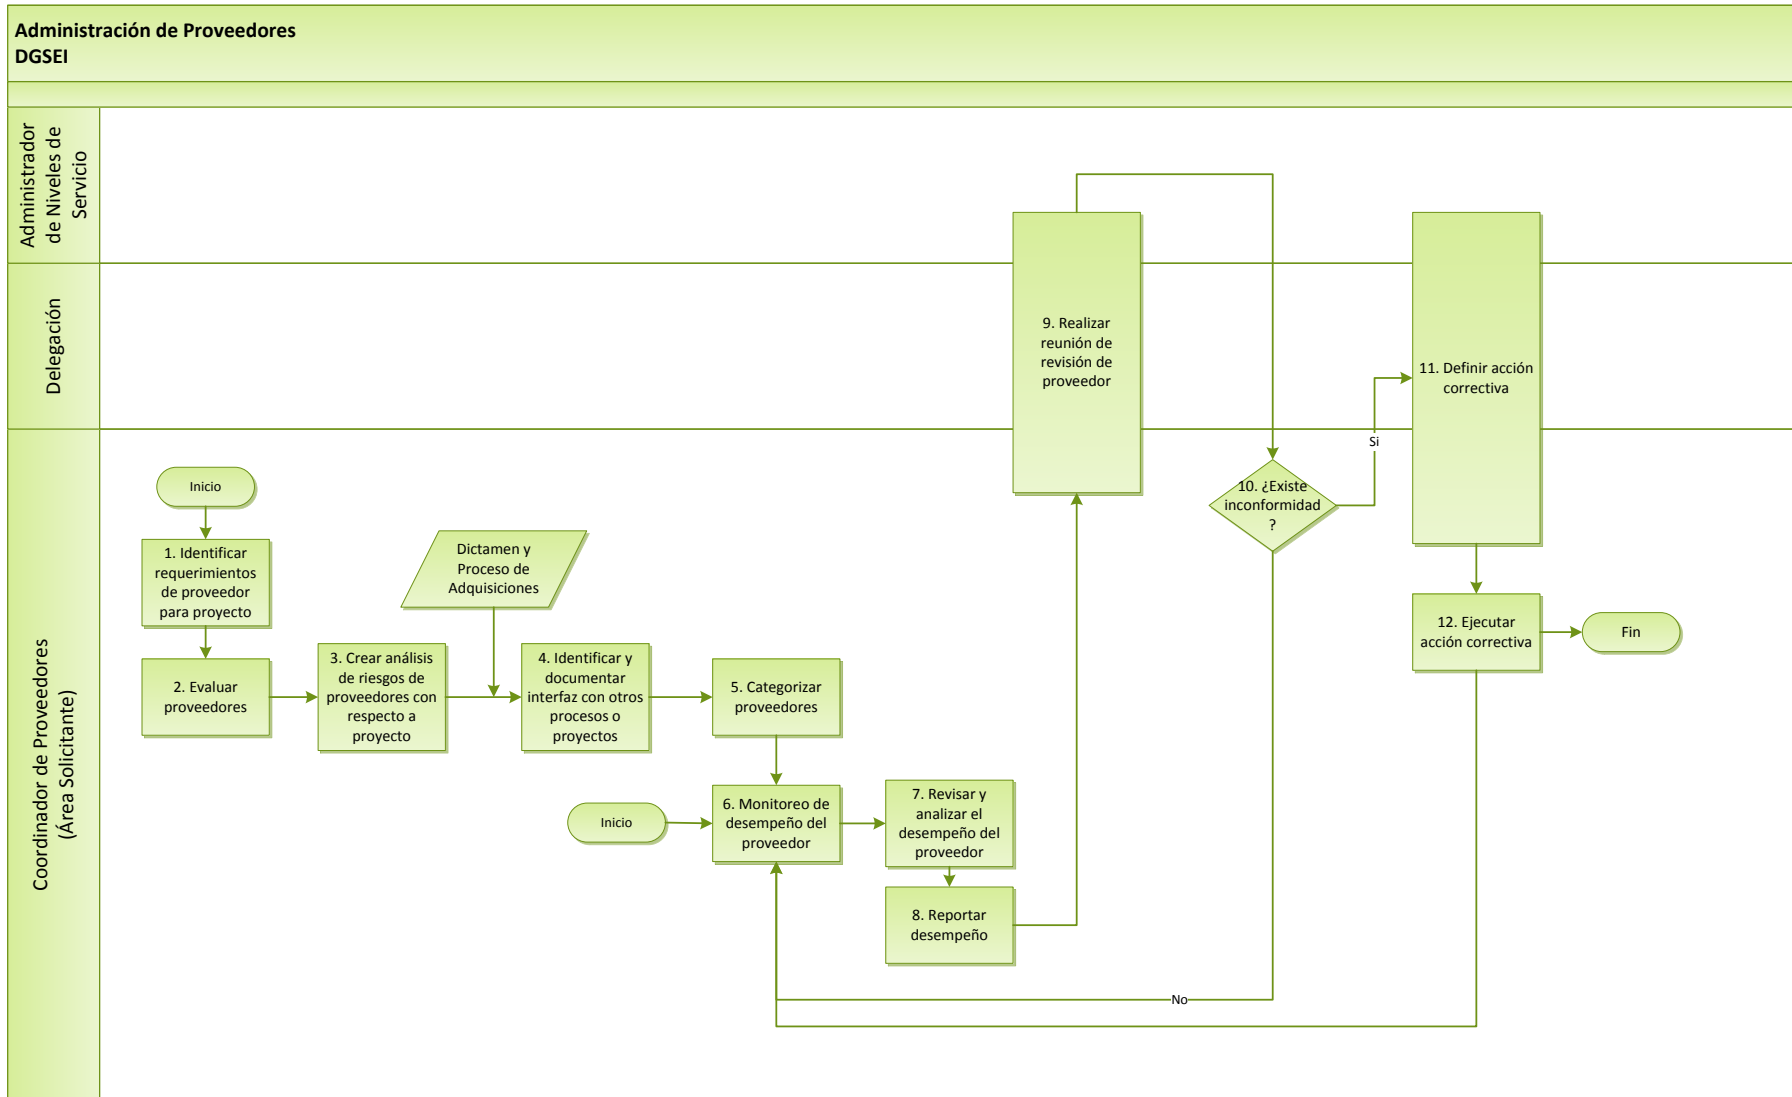 Administración de Proveedores
DGSEI
Administrador
de Niveles de
Servicio
Delegación
Coordinador de Proveedores
(Área Solicitante)
Inicio
1. Identificar
requerimientos
de proveedor
para proyecto
2. Evaluar
proveedores
3. Crear análisis
de riesgos de
proveedores con
respecto a
proyecto
Dictamen y
Proceso de
Adquisiciones
4. Identificar y
documentar
interfaz con otros
procesos o
proyectos
5. Categorizar
proveedores
Inicio
6. Monitoreo de
desempeño del
proveedor
7. Revisar y
analizar el
desempeño del
proveedor
8. Reportar
desempeño
9. Realizar
reunión de
revisión de
proveedor
10. ¿Existe
inconformidad
?
Si
No
11. Definir acción
correctiva
12. Ejecutar
acción correctiva
Fin